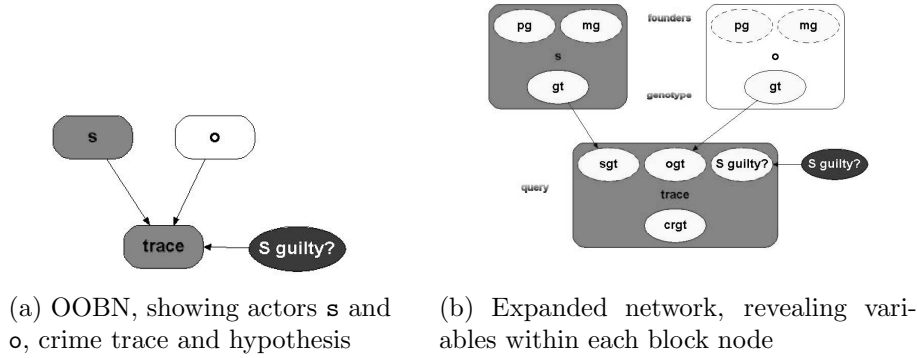 founders
pg mg
pg mg
s
o
gt
gt
genotype
s
o
sgt ogt S guilty?
S guilty?
query
trace
trace
S guilty?
crgt
(a) OOBN, showing actors s and
o, crime trace and hypothesis
(b) Expanded network, revealing vari-
ables within each block node